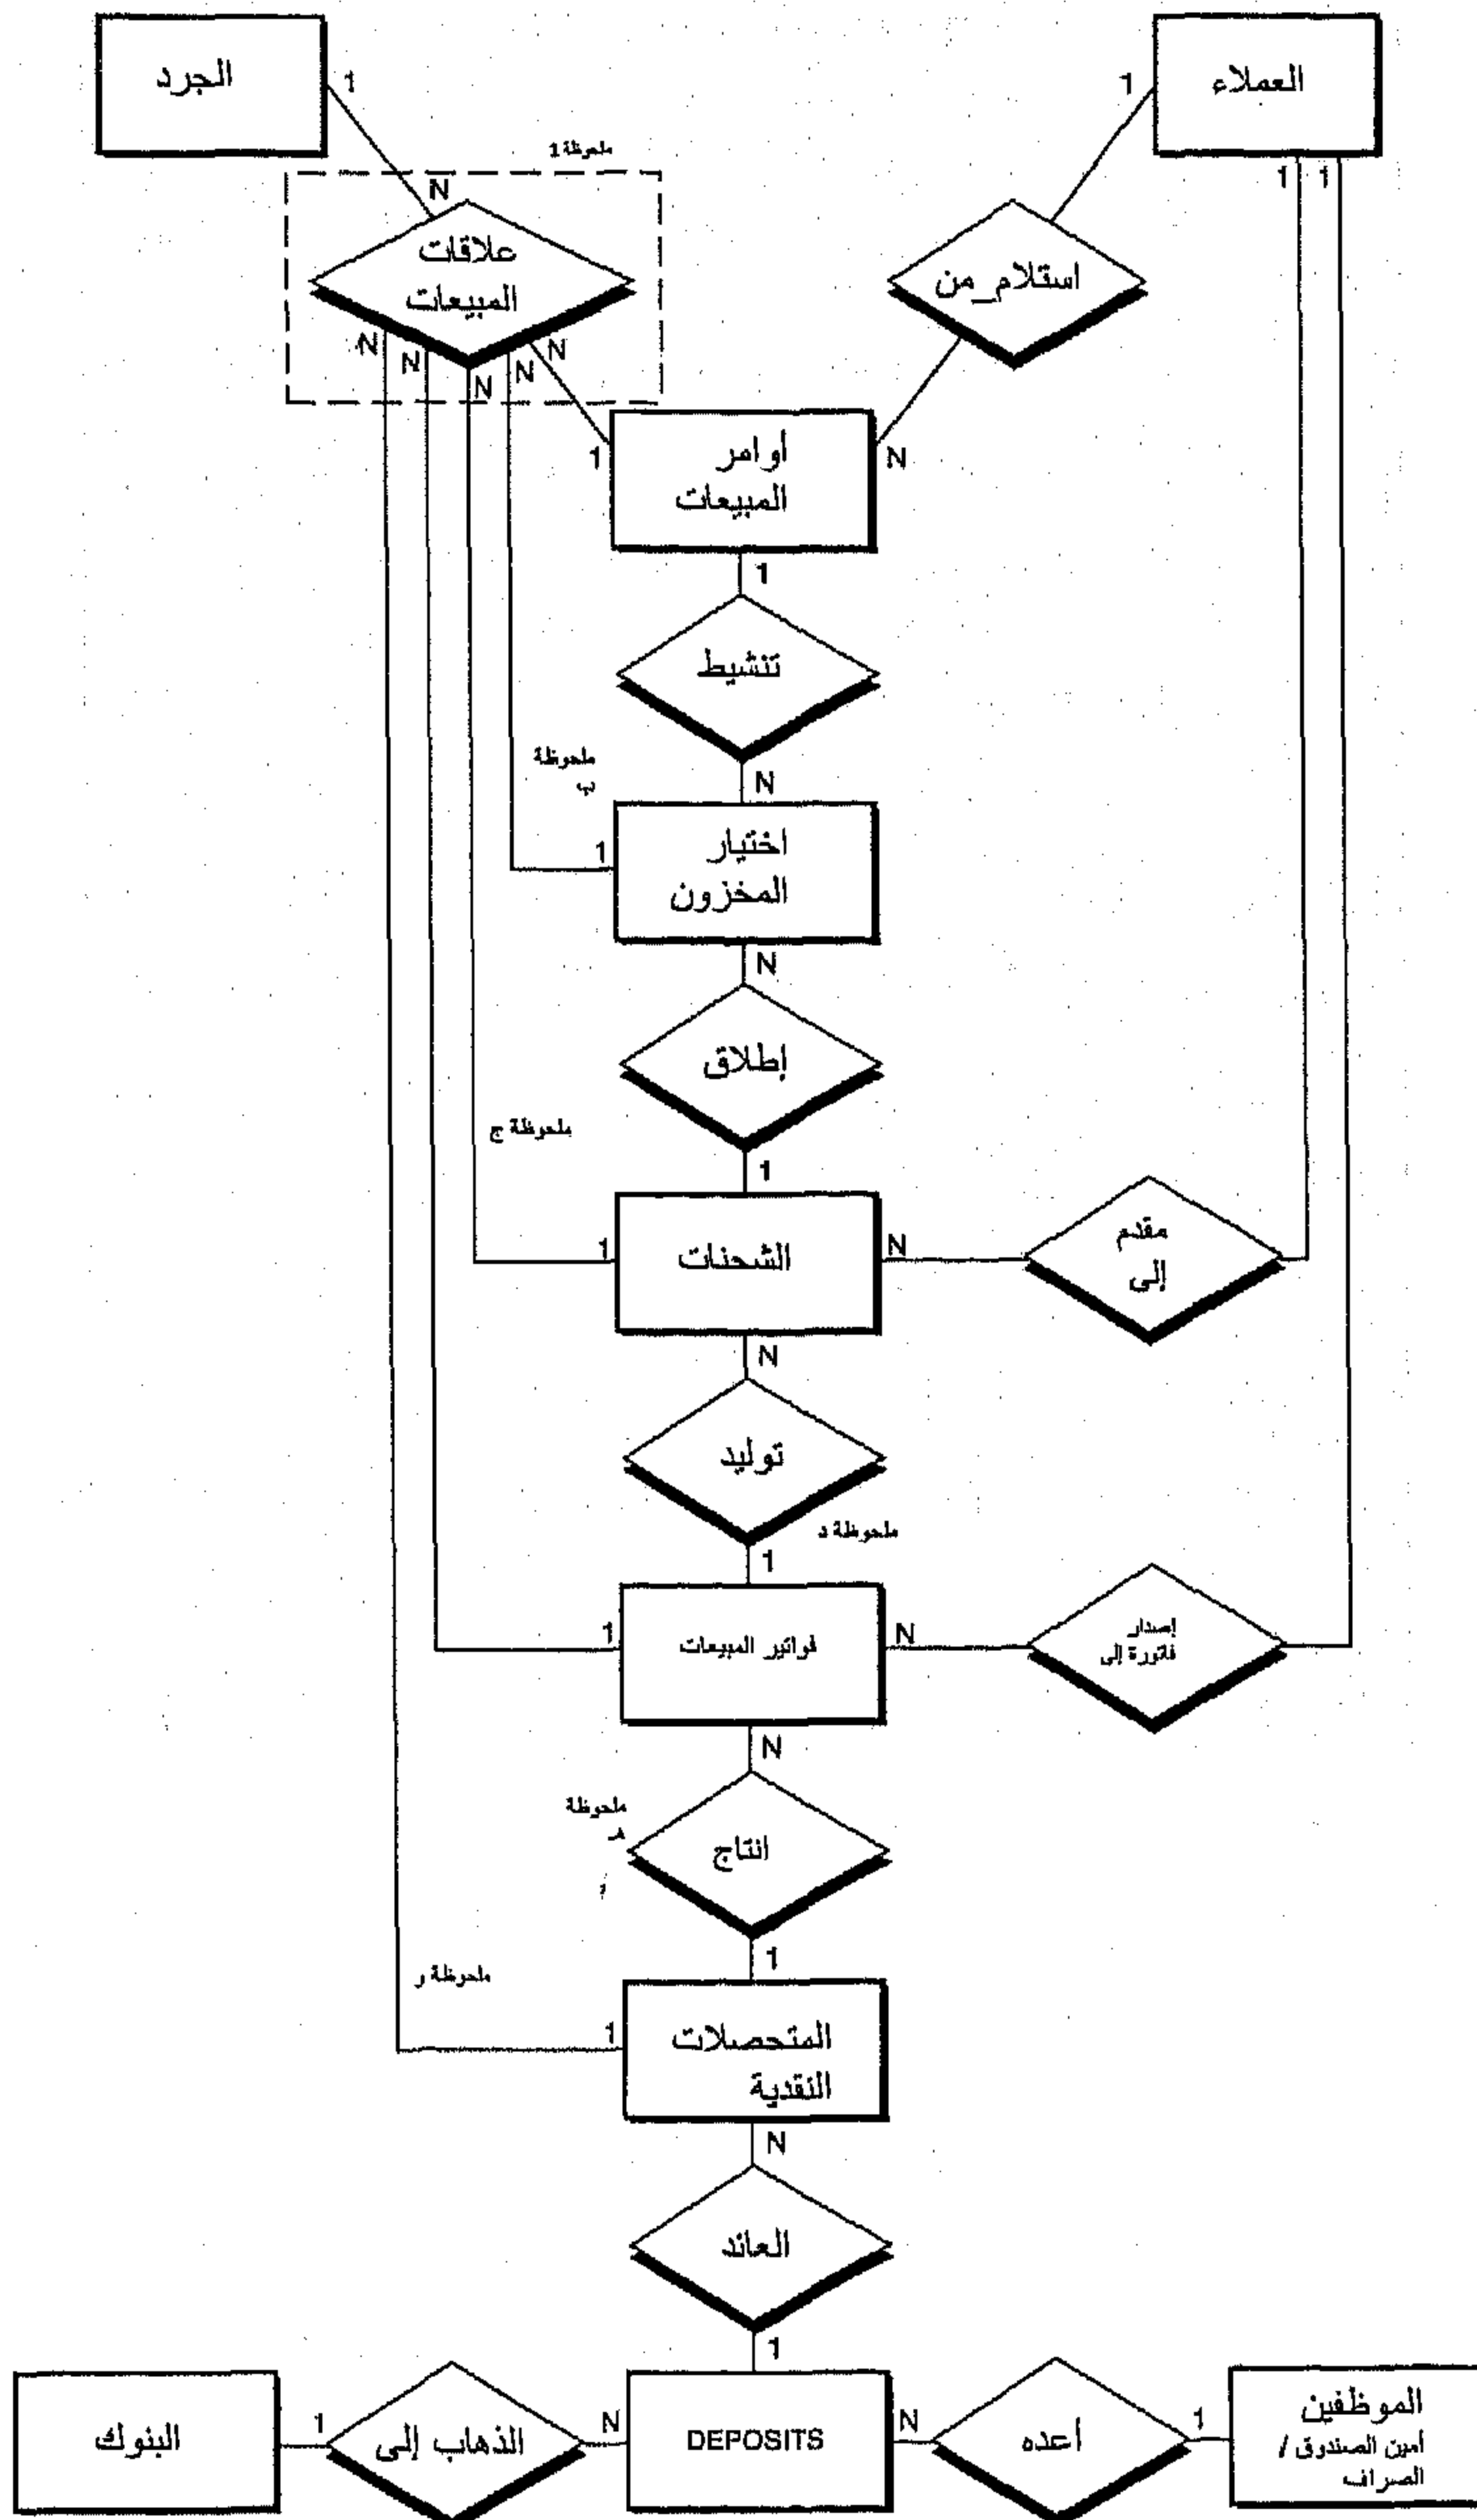 العملاء
1
1
1
الجرد
1
ملحوظة 1
N
علاقات
المبيعات
N
N
N
N
N
استلام_من
N
أوامر
المبيعات
1
1
تنشيط
N
ملحوظة
ب
اختيار
المخزون
1
N
إطلاق
1
ملحوظة ج
الشحنات
1
N
مقدم
إلى
N
توليد
ملحوظة د
1
فواتير المبيعات
1
N
إصدار
فاتورة إلى
N
ملحوظة
هـ
انتاج
1
ملحوظة و
المتحصلات
النقدية
1
N
العائد
1
الموظفين
أمين الصندوق /
الصراف
1
أعده
N
DEPOSITS
N
الذهاب إلى
1
البنوك